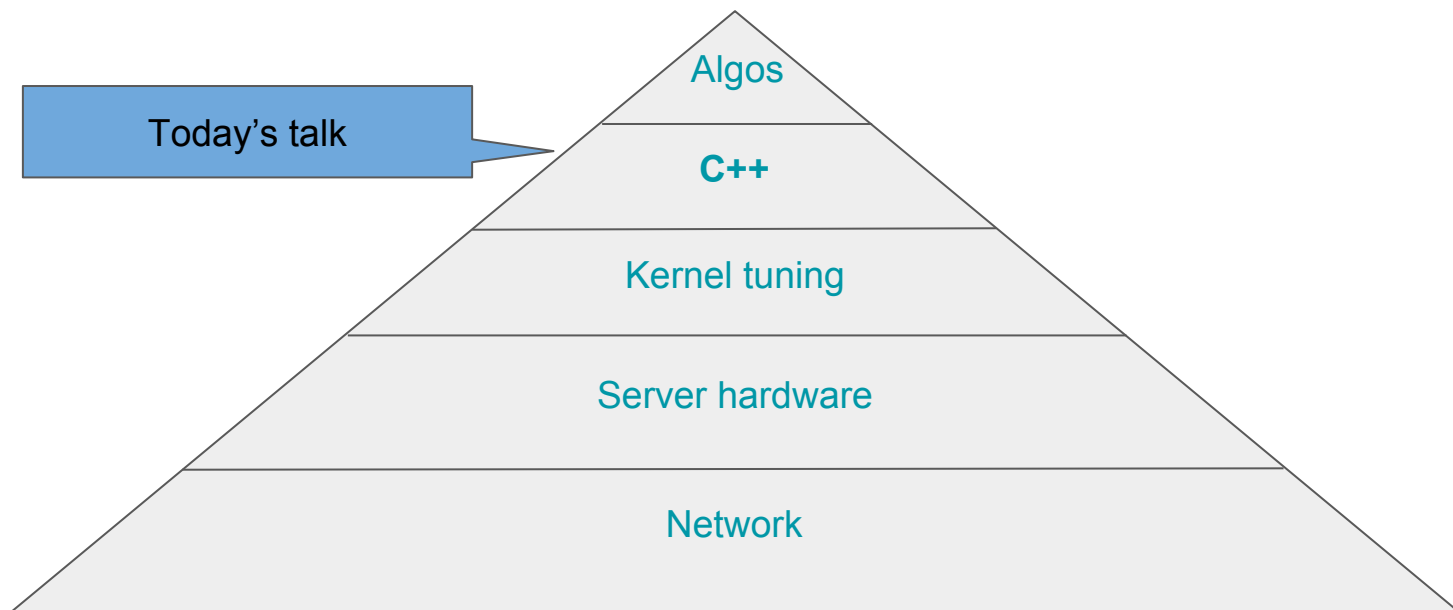 Algos
Today’s talk
C++
Kernel tuning
Server hardware
Network